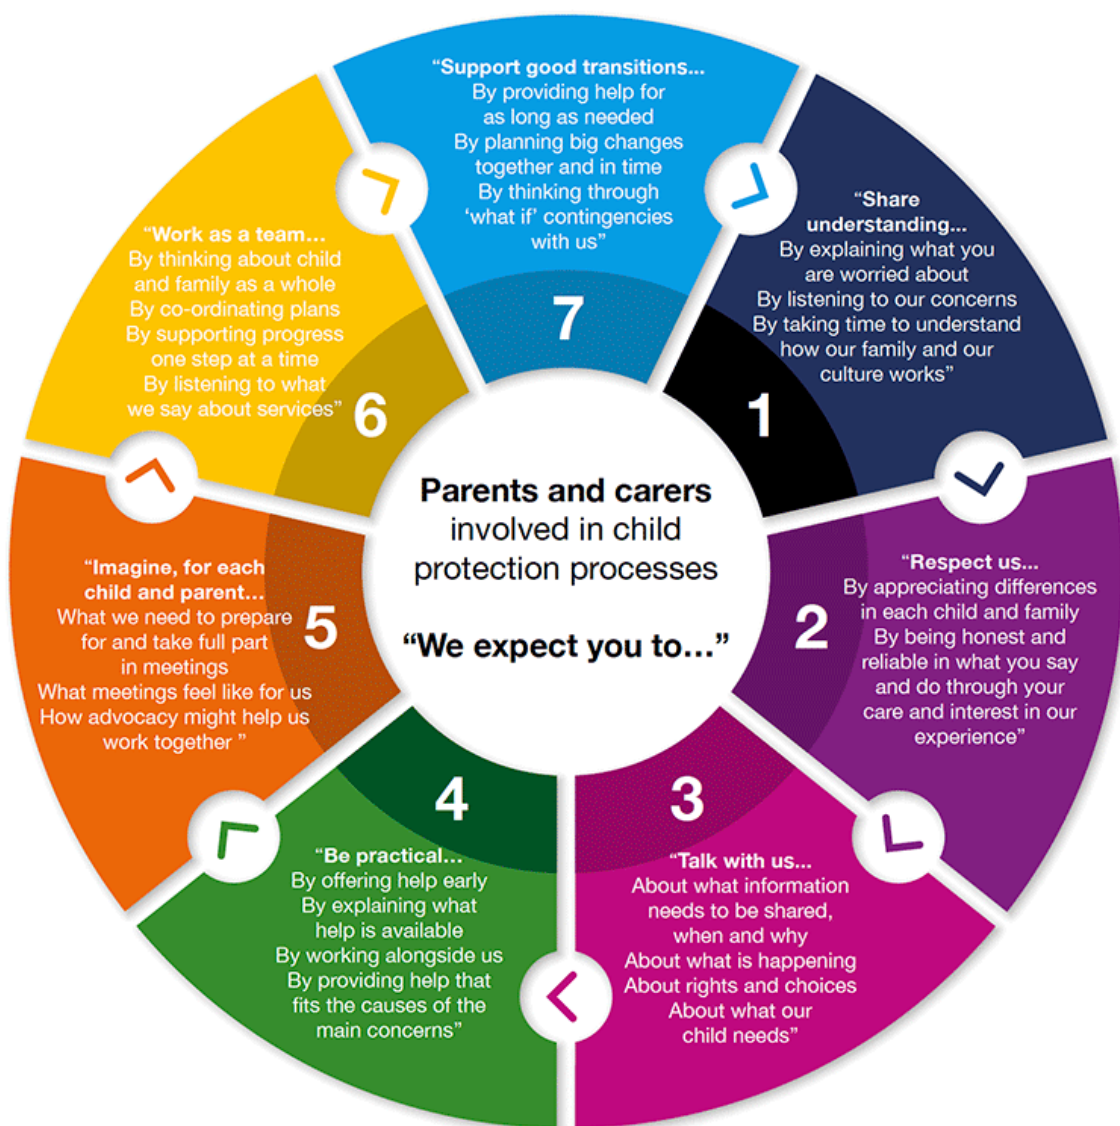 Parents and carers
involved in child
protection processes
“We expect you to...”
1
“Share
understanding...
By explaining what you
are worried about
By listening to our concerns
By taking time to understand
how our family and our
culture works”
2
“Respect us...
By appreciating differences
in each child and family
By being honest and
reliable in what you say
and do through your
care and interest in our
experience”
3
“Talk with us...
About what information
needs to be shared,
when and why
About what is happening
About rights and choices
About what our
child needs”
4
“Be practical...
By offering help early
By explaining what
help is available
By working alongside us
By providing help that
fits the causes of the
main concerns”
5
“Imagine, for each
child and parent...
What we need to prepare
for and take full part
in meetings
What meetings feel like for us
How advocacy might help us
work together ”
6
“Work as a team...
By thinking about child
and family as a whole
By co-ordinating plans
By supporting progress
one step at a time
By listening to what
we say about services”
7
“Support good transitions...
By providing help for
as long as needed
By planning big changes
together and in time
By thinking through
‘what if’ contingencies
with us”